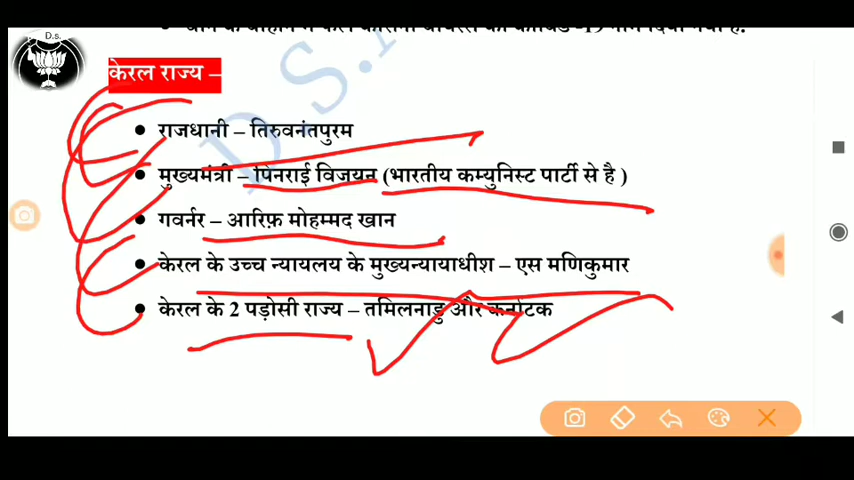 D.s.
केरल राज्य –
राजधानी – तिरुवनंतपुरम
मुख्यमंत्री – पिनराई विजयन (भारतीय कम्युनिस्ट पार्टी से है )
गवर्नर – आरिफ़ मोहम्मद खान
केरल के उच्च न्यायलय के मुख्यन्यायाधीश – एस मणिकुमार
केरल के 2 पड़ोसी राज्य – तमिलनाडु और कर्नाटक